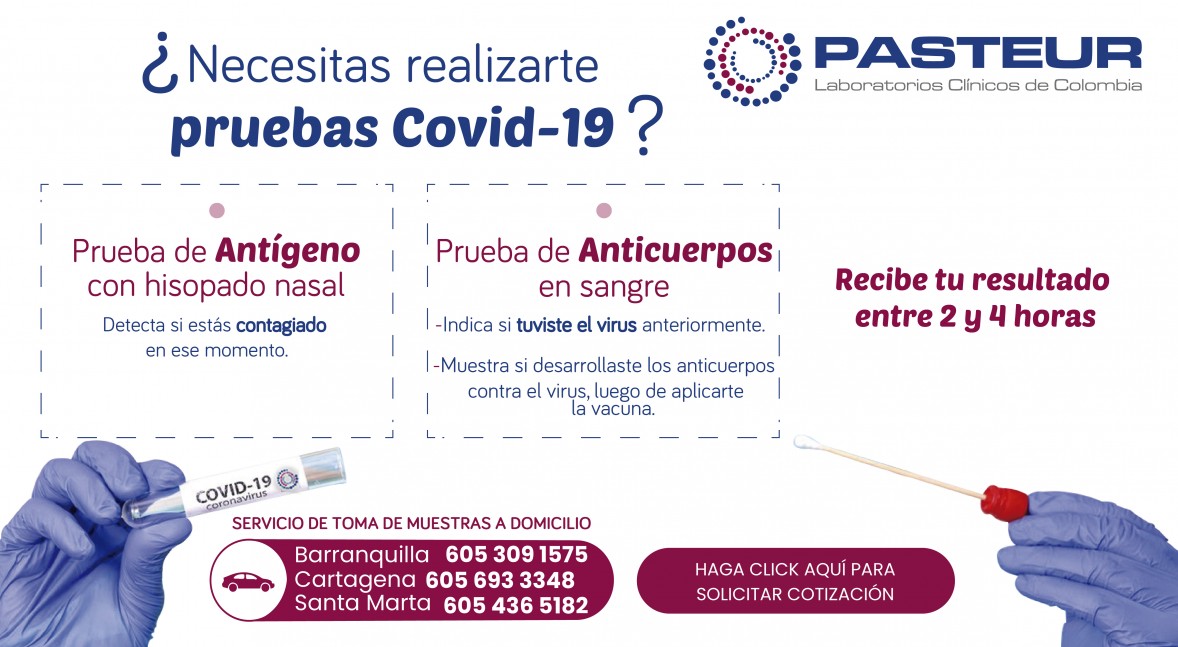 ¿Necesitas realizarte
pruebas Covid-19?
PASTEUR
Laboratorios Clínicos de Colombia
Prueba de Antígeno
con hisopado nasal
Detecta si estás contagiado
en ese momento.
Prueba de Anticuerpos
en sangre
-Indica si tuviste el virus anteriormente.
-Muestra si desarrollaste los anticuerpos
contra el virus, luego de aplicarte
la vacuna.
Recibe tu resultado
entre 2 y 4 horas
COVID-19
coronavirus
SERVICIO DE TOMA DE MUESTRAS A DOMICILIO
Barranquilla 605 309 1575
Cartagena 605 693 3348
Santa Marta 605 436 5182
HAGA CLICK AQUÍ PARA
SOLICITAR COTIZACIÓN